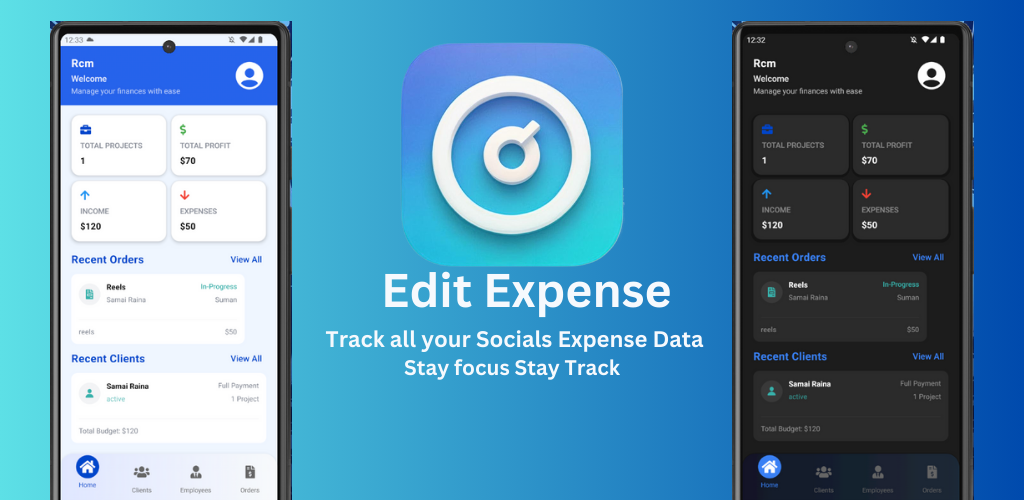 12:33
Rcm
Welcome
Manage your finances with ease
TOTAL PROJECTS
1
TOTAL PROFIT
$70
INCOME
$120
EXPENSES
$50
Recent Orders
View All
Reels
In-Progress
Samai Raina
Suman
reels
$50
Recent Clients
View All
Samai Raina
Full Payment
active
1 Project
Total Budget: $120
Home
Clients
Employees
Orders
Edit Expense
Track all your Socials Expense Data
Stay focus Stay Track
12:32
Rcm
Welcome
Manage your finances with ease
TOTAL PROJECTS
1
TOTAL PROFIT
$70
INCOME
$120
EXPENSES
$50
Recent Orders
View All
Reels
In-Progress
Samai Raina
Suman
reels
$50
Recent Clients
View All
Samai Raina
Full Payment
active
1 Project
Total Budget: $120
Home
Clients
Employees
Orders